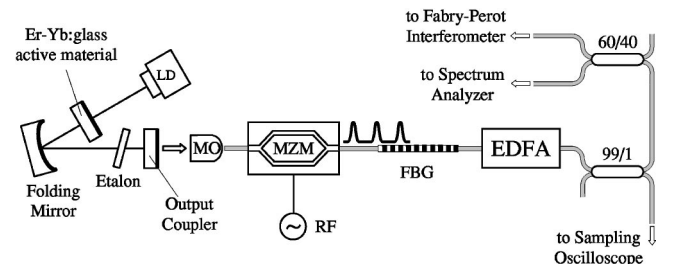 to Fabry-Perot
Interferometer
60/40
Er-Yb:glass
active material
LD
to Spectrum
Analyzer
MO
MZM
FBG
EDFA
99/1
Folding
Mirror
Etalon
Output
Coupler
RF
to Sampling
Oscilloscope